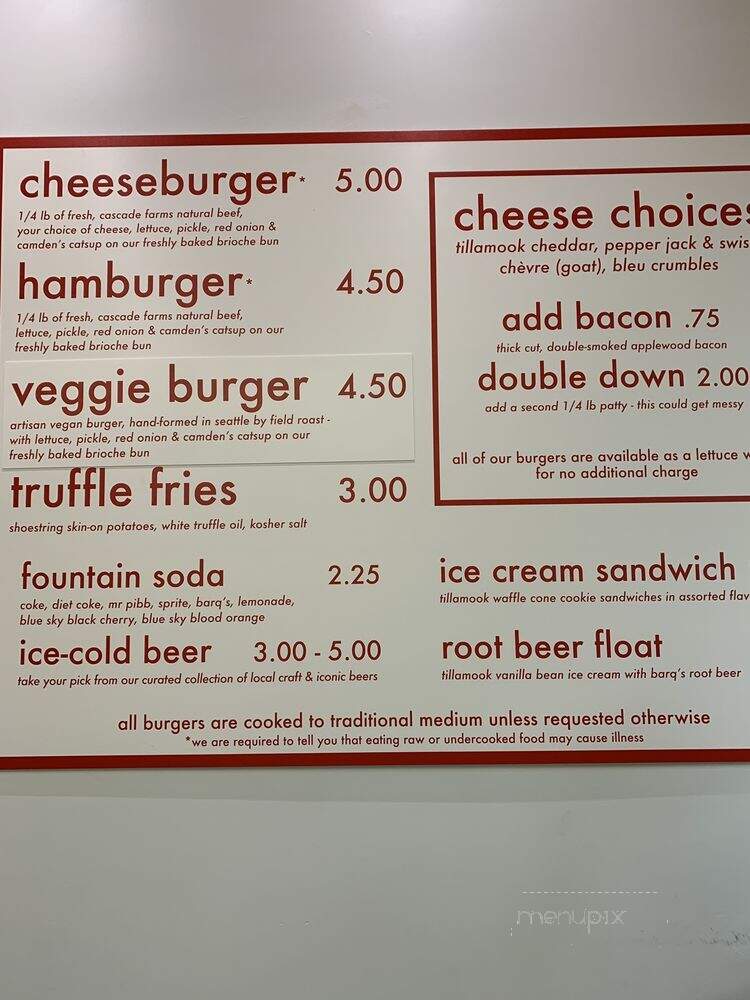 cheeseburger* 5.00
1/4 lb of fresh, cascade farms natural beef,
your choice of cheese, lettuce, pickle, red onion &
camden's catsup on our freshly baked brioche bun
hamburger* 4.50
1/4 lb of fresh, cascade farms natural beef,
lettuce, pickle, red onion & camden's catsup on our
freshly baked brioche bun
veggie burger 4.50
artisan vegan burger, hand-formed in seattle by field roast -
with lettuce, pickle, red onion & camden's catsup on our
freshly baked brioche bun
truffle fries 3.00
shoestring skin-on potatoes, white truffle oil, kosher salt
fountain soda 2.25
coke, diet coke, mr pibb, sprite, barq's, lemonade,
blue sky black cherry, blue sky blood orange
ice-cold beer 3.00 - 5.00
take your pick from our curated collection of local craft & iconic beers
cheese choices
tillamook cheddar, pepper jack & swis
chèvre (goat), bleu crumbles
add bacon .75
thick cut, double-smoked applewood bacon
double down 2.00
add a second 1/4 lb patty - this could get messy
all of our burgers are available as a lettuce w
for no additional charge
ice cream sandwich
tillamook waffle cone cookie sandwiches in assorted flav
root beer float
tillamook vanilla bean ice cream with barq's root beer
all burgers are cooked to traditional medium unless requested otherwise
*we are required to tell you that eating raw or undercooked food may cause illness
menupix